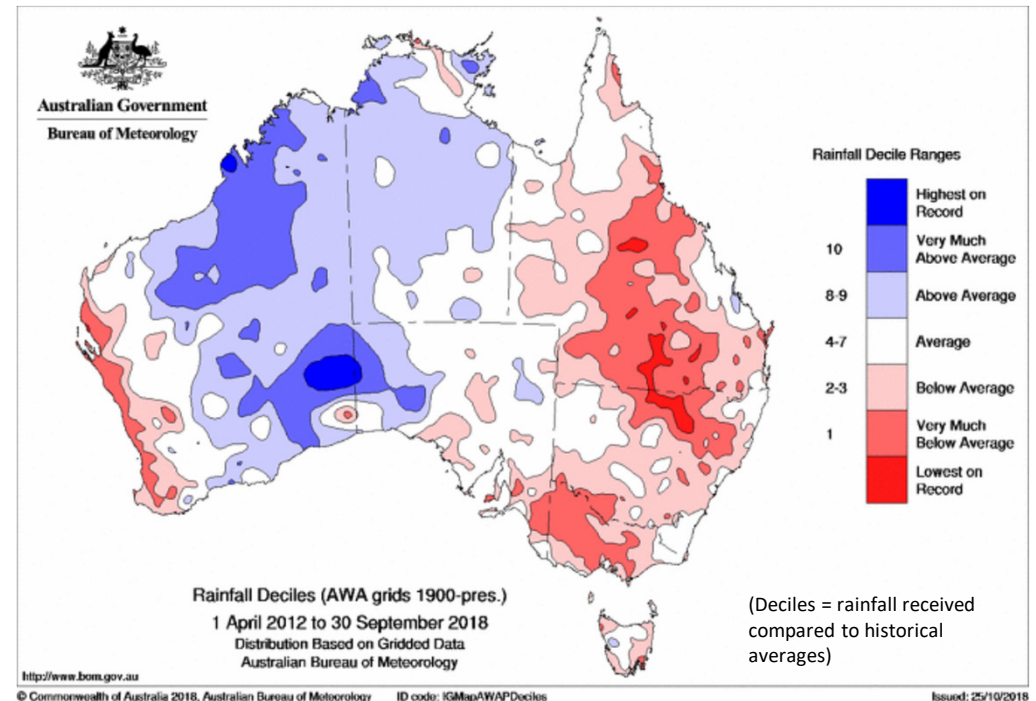 Australian Government
Bureau of Meteorology
Rainfall Decile Ranges
Highest on
Record
10
Very Much
Above Average
8-9
Above Average
4-7
Average
2-3
Below Average
1
Very Much
Below Average
Lowest on
Record
Rainfall Deciles (AWA grids 1900-pres.)
1 April 2012 to 30 September 2018
Distribution Based on Gridded Data
Australian Bureau of Meteorology
(Deciles = rainfall received
compared to historical
averages)
http://www.bom.gov.au
© Commonwealth of Australia 2018, Australian Bureau of Meteorology ID code: IGMapAWAPDeciles Issued: 25/10/2018